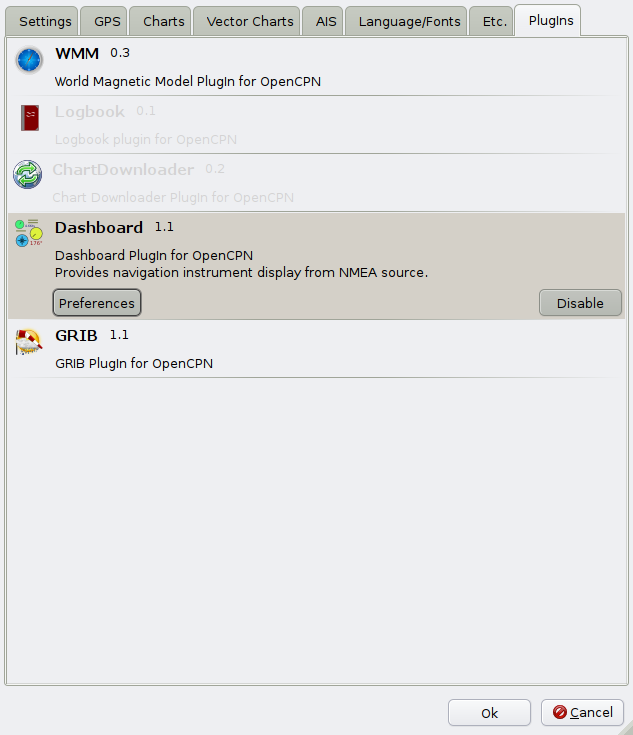 Settings GPS Charts Vector Charts AIS Language/Fonts Etc. PlugIns
WMM 0.3
World Magnetic Model PlugIn for OpenCPN
Logbook 0.1
Logbook plugin for OpenCPN
ChartDownloader 0.2
Chart Downloader PlugIn for OpenCPN
Dashboard 1.1
176°
Dashboard PlugIn for OpenCPN
Provides navigation instrument display from NMEA source.
Preferences Disable
GRIB 1.1
GRIB PlugIn for OpenCPN
Ok Cancel